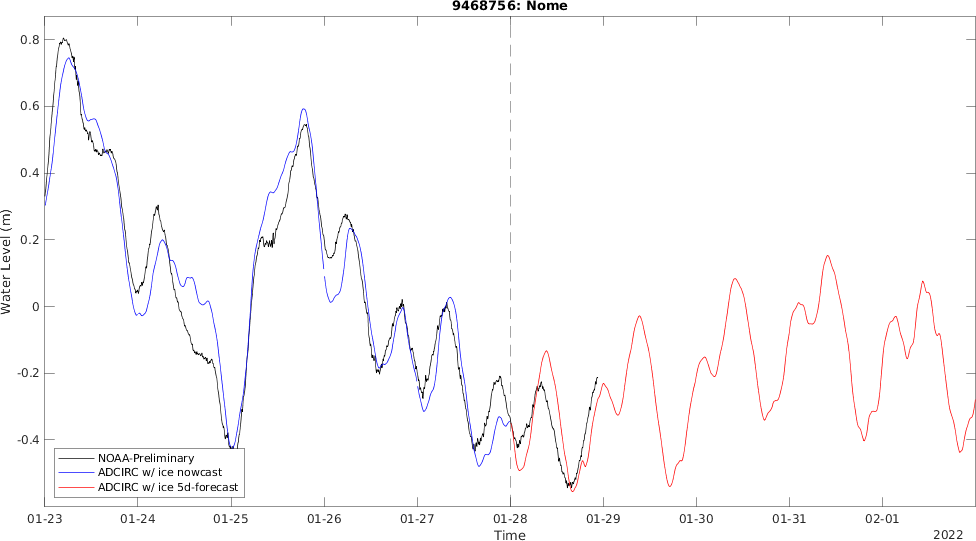 9468756: Nome
0.8
0.6
0.4
0.2
0
-0.2
-0.4
Water Level (m)
NOAA-Preliminary
ADCIRC w/ ice nowcast
ADCIRC w/ ice 5d-forecast
01-23 01-24 01-25 01-26 01-27 01-28 01-29 01-30 01-31 02-01
Time
2022